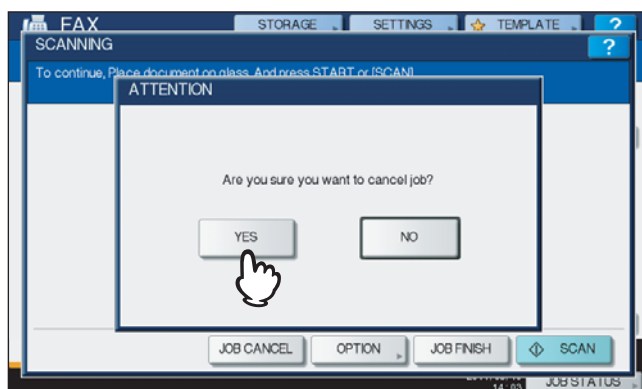 FAX STORAGE SETTINGS TEMPLATE ?
SCANNING ?
To continue, Place document on glass. And press START or [SCAN]
ATTENTION
Are you sure you want to cancel job?
YES NO
JOB CANCEL OPTION JOB FINISH SCAN
JOB STATUS